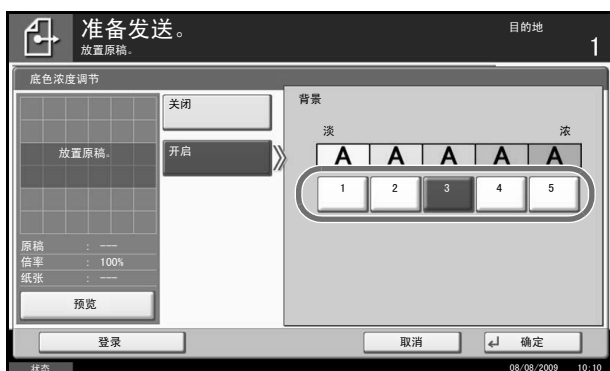 准备发送。
放置原稿。
目的地
1
底色浓度调节
放置原稿。
原稿 : ---
倍率 : 100%
纸张 : ---
预览
关闭
开启
背景
淡 浓
A A A A A
1 2 3 4 5
登录 取消 确定
状态 08/08/2009 10:10